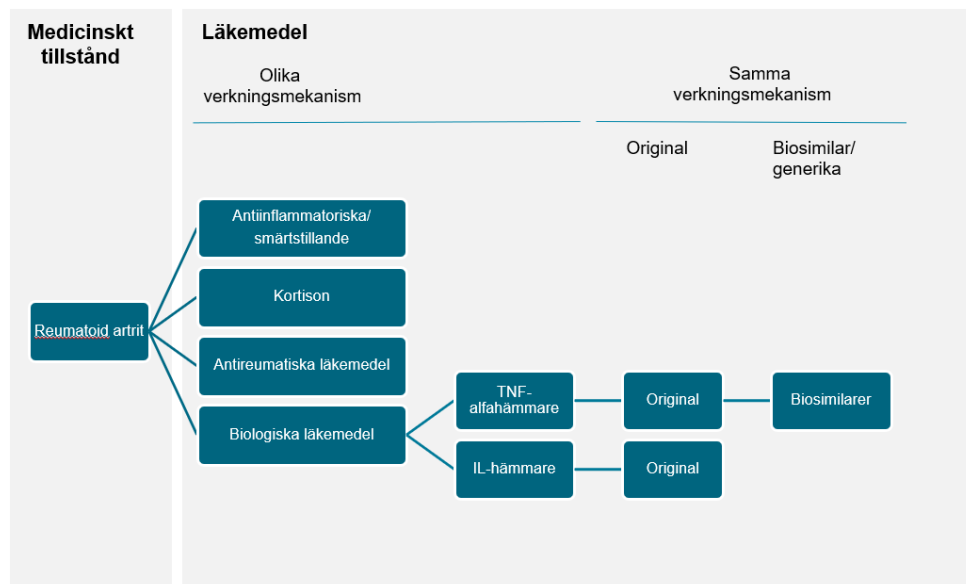 Medicinskt
tillstånd
Läkemedel
Olika
verkningsmekanism
Samma
verkningsmekanism
Original
Biosimilar/
generika
Antiinflammatoriska/
smärtstillande
Kortison
Reumatoid artrit
Antireumatiska läkemedel
Biologiska läkemedel
TNF-
alfahämmare
Original
Biosimilarer
IL-hämmare
Original